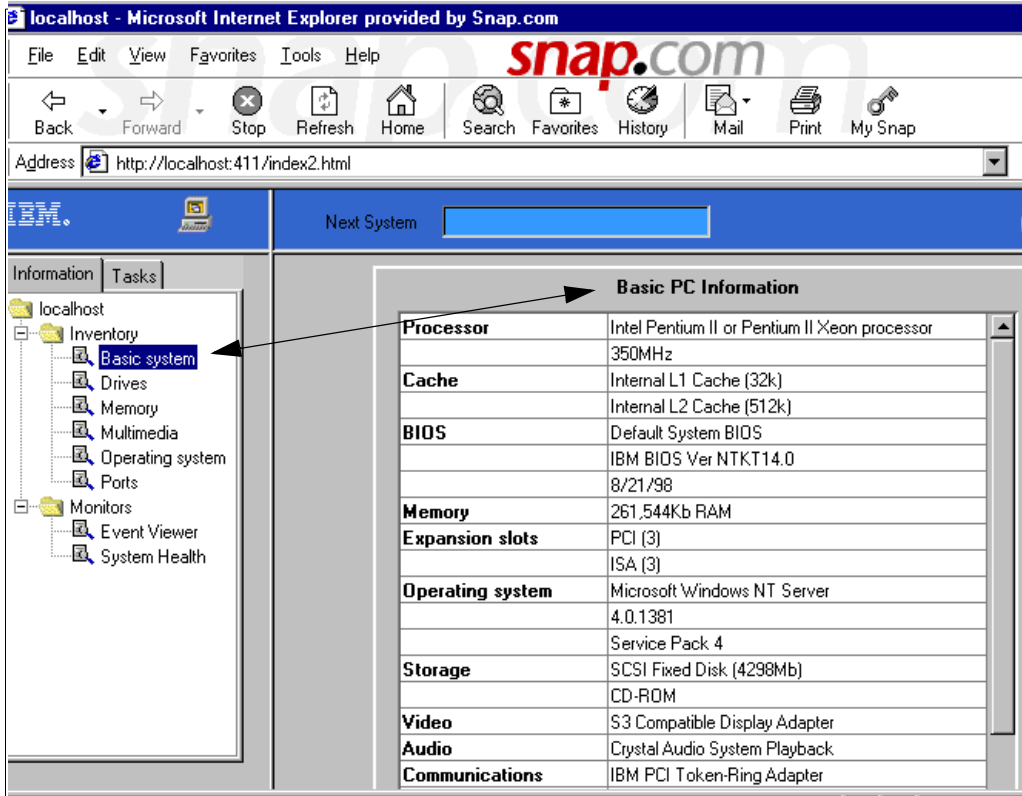 localhost - Microsoft Internet Explorer provided by Snap.com
File Edit View Favorites Tools Help
snap.com
Back Forward Stop Refresh Home Search Favorites History Mail Print My Snap
Address http://localhost:411/index2.html
IBM.
Next System
Information Tasks
localhost
Inventory
Basic system
Drives
Memory
Multimedia
Operating system
Ports
Monitors
Event Viewer
System Health
Basic PC Information
Processor Intel Pentium II or Pentium II Xeon processor
350MHz
Cache Internal L1 Cache (32k)
Internal L2 Cache (512k)
BIOS Default System BIOS
IBM BIOS Ver NTKT14.0
8/21/98
Memory 261,544Kb RAM
Expansion slots PCI (3)
ISA (3)
Operating system Microsoft Windows NT Server
4.0.1381
Service Pack 4
Storage SCSI Fixed Disk (4298Mb)
CD-ROM
Video S3 Compatible Display Adapter
Audio Crystal Audio System Playback
Communications IBM PCI Token-Ring Adapter